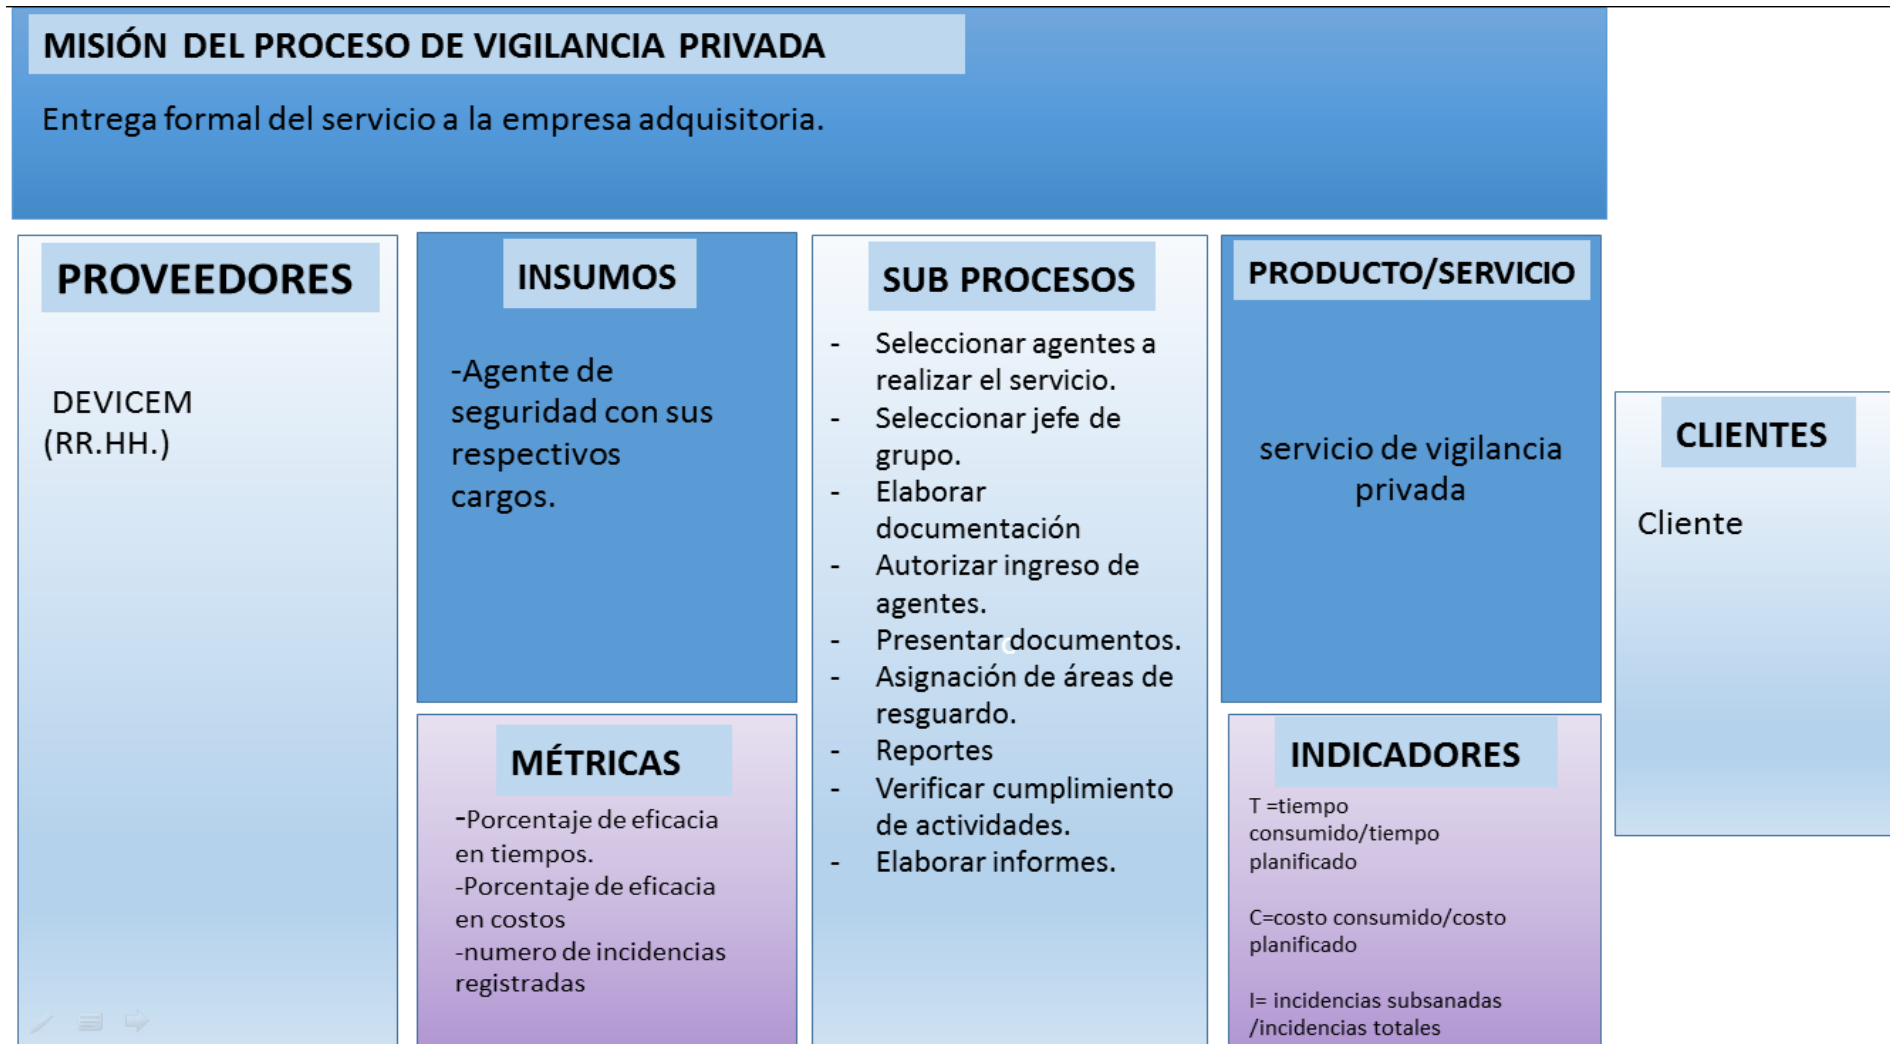 MISIÓN DEL PROCESO DE VIGILANCIA PRIVADA
Entrega formal del servicio a la empresa adquisitoria.
PROVEEDORES
DEVICEM
(RR.HH.)
INSUMOS
-Agente de
seguridad con sus
respectivos
cargos.
MÉTRICAS
-Porcentaje de eficacia
en tiempos.
-Porcentaje de eficacia
en costos
-numero de incidencias
registradas
SUB PROCESOS
- Seleccionar agentes a
realizar el servicio.
- Seleccionar jefe de
grupo.
- Elaborar
documentación
- Autorizar ingreso de
agentes.
- Presentar documentos.
- Asignación de áreas de
resguardo.
- Reportes
- Verificar cumplimiento
de actividades.
- Elaborar informes.
PRODUCTO/SERVICIO
servicio de vigilancia
privada
INDICADORES
T =tiempo
consumido/tiempo
planificado
C=costo consumido/costo
planificado
I= incidencias subsanadas
/incidencias totales
CLIENTES
Cliente